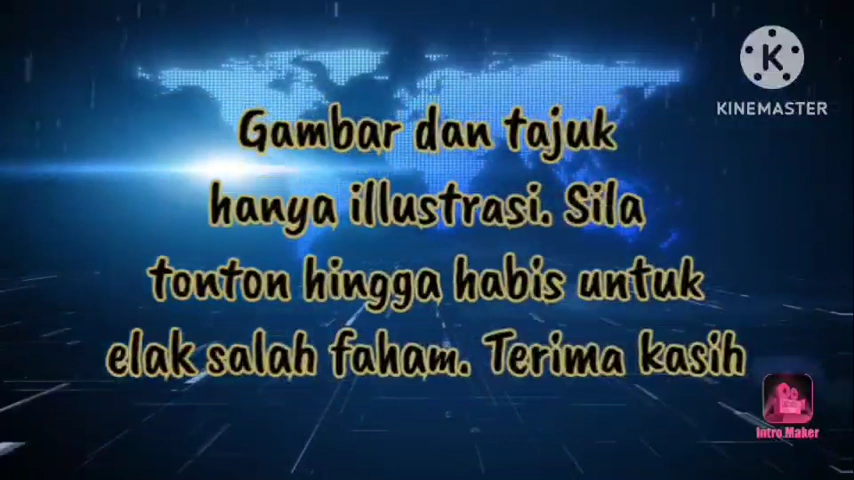 K
KINEMASTER
Gambar dan tajuk
hanya illustrasi. Sila
tonton hingga habis untuk
elak salah faham. Terima kasih
Intro Maker